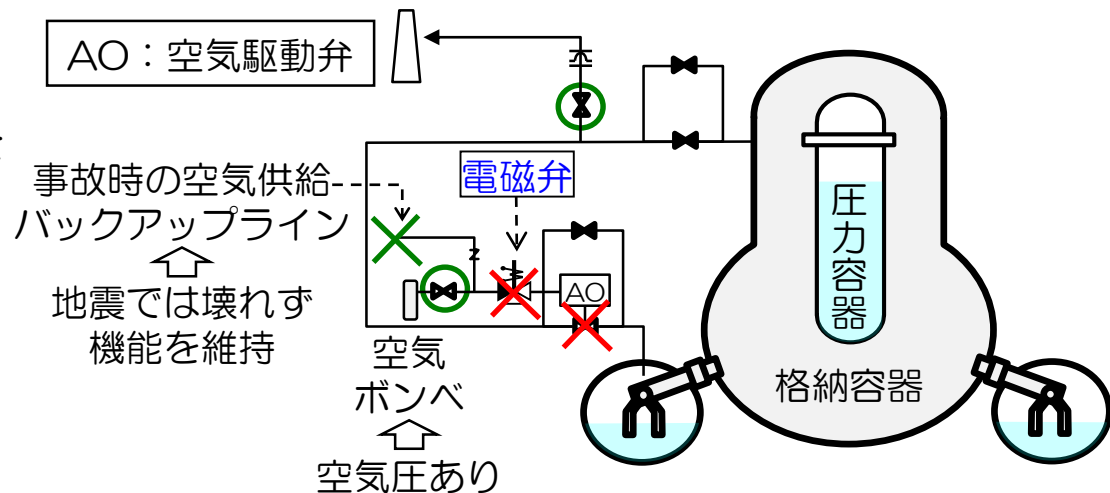 AO：空気駆動弁
事故時の空気供給
バックアップライン
地震では壊れず
機能を維持
電磁弁
AO
z
空気
ボンベ
空気圧あり
圧力容器
格納容器